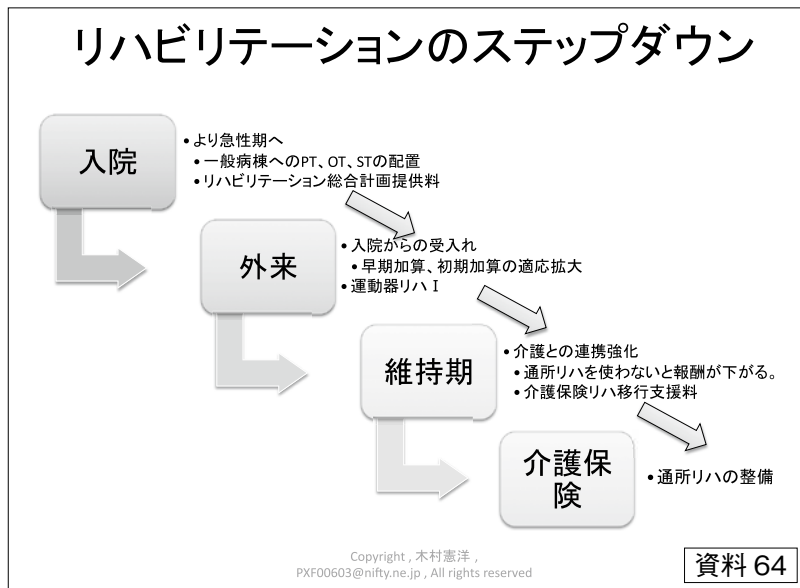 リハビリテーションのステップダウン
入院
• より急性期へ
• 一般病棟へのPT、OT、STの配置
• リハビリテーション総合計画提供料
外来
• 入院からの受入れ
• 早期加算、初期加算の適応拡大
• 運動器リハⅠ
維持期
• 介護との連携強化
• 通所リハを使わないと報酬が下がる。
• 介護保険リハ移行支援料
介護保
険
• 通所リハの整備
Copyright , 木村憲洋 ,
PXF00603@nifty.ne.jp , All rights reserved
資料 64